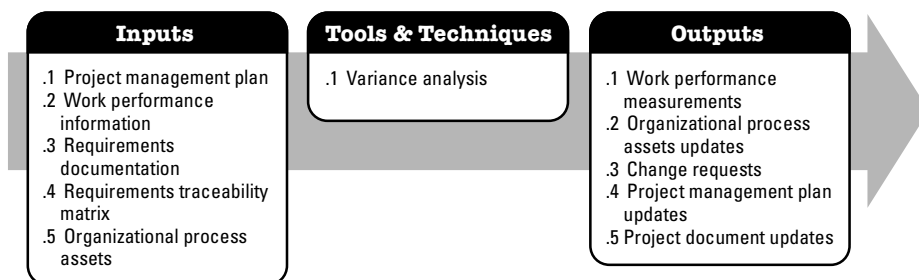 Inputs
.1 Project management plan
.2 Work performance
information
.3 Requirements
documentation
.4 Requirements traceability
matrix
.5 Organizational process
assets
Tools & Techniques
.1 Variance analysis
Outputs
.1 Work performance
measurements
.2 Organizational process
assets updates
.3 Change requests
.4 Project management plan
updates
.5 Project document updates